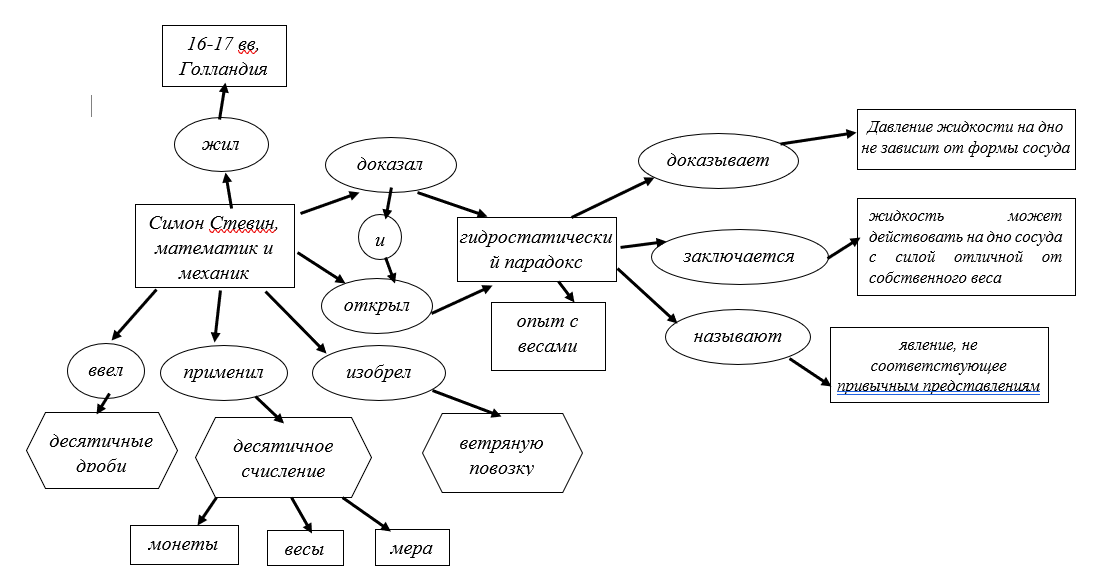 16-17 вв,
Голландия
жил
доказал
доказывает
Давление жидкости на дно
не зависит от формы сосуда
Симон Стевин,
математик и
механик
и
гидростатически
й парадокс
заключается
жидкость может
действовать на дно сосуда
с силой отличной от
собственного веса
открыл
опыт с
весами
называют
явление, не
соответствующее
привычным представлениям
ввел
применил
изобрел
десятичные
дроби
десятичное
счисление
ветряную
повозку
монеты
весы
мера